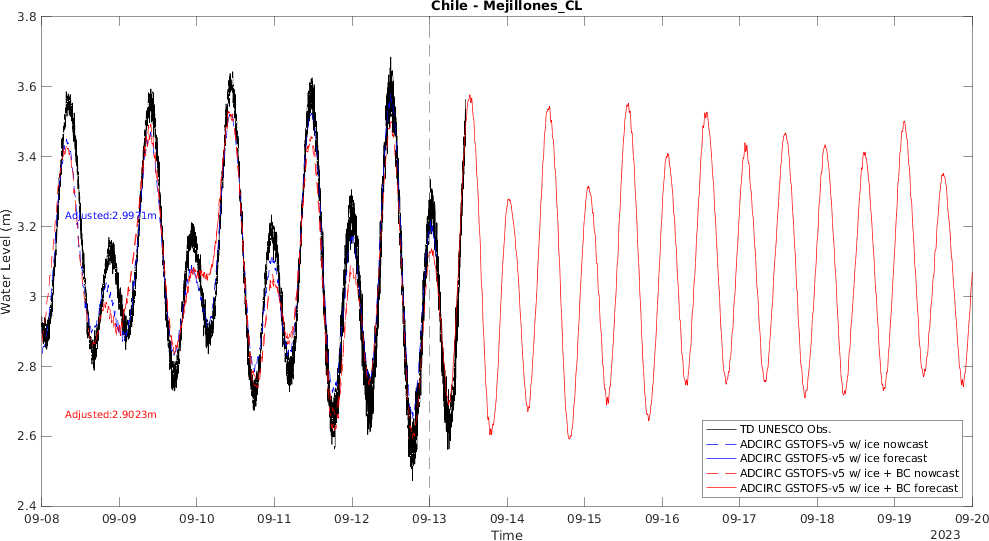 Chile - Mejillones_CL
3.8
3.6
3.4
3.2
3
2.8
2.6
2.4
Water Level (m)
Adjusted:2.9971m
Adjusted:2.9023m
TD UNESCO Obs.
ADCIRC GSTOFS-v5 w/ ice nowcast
ADCIRC GSTOFS-v5 w/ ice forecast
ADCIRC GSTOFS-v5 w/ ice + BC nowcast
ADCIRC GSTOFS-v5 w/ ice + BC forecast
09-08 09-09 09-10 09-11 09-12 09-13 09-14 09-15 09-16 09-17 09-18 09-19 09-20
Time
2023